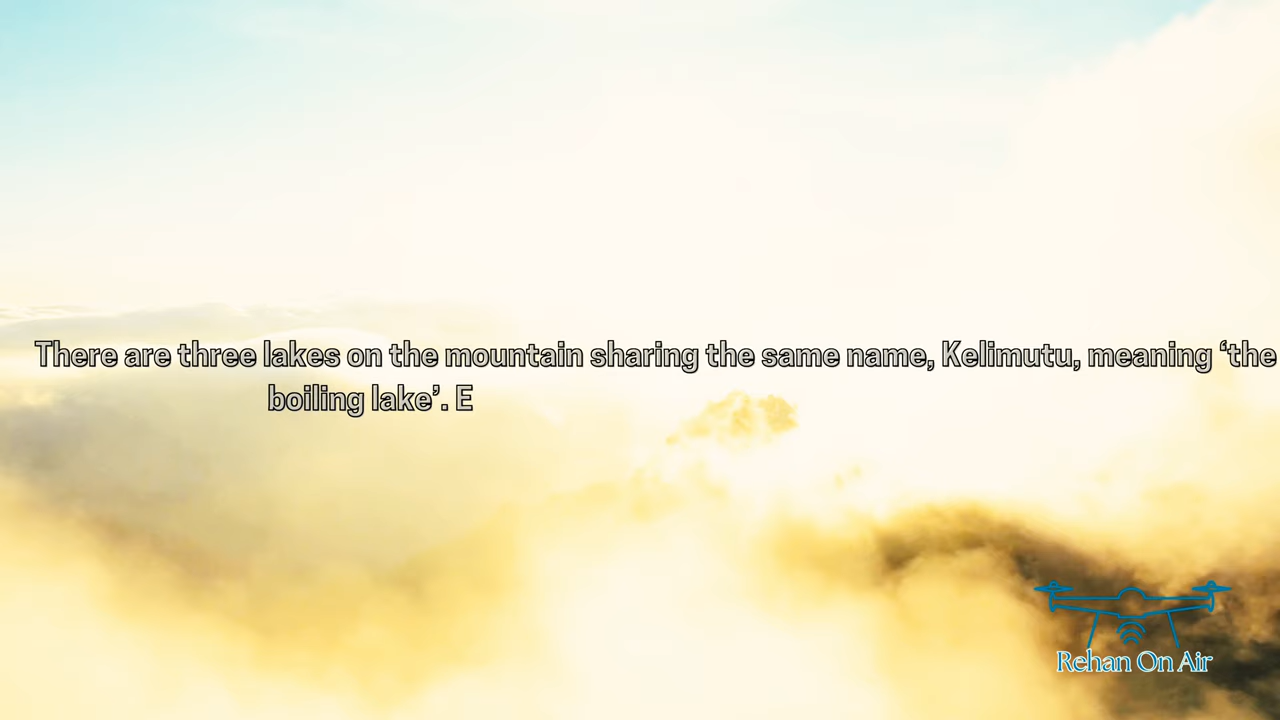 There are three lakes on the mountain sharing the same name, Kelimutu, meaning ‘the
boiling lake’. E
Rehan On Air